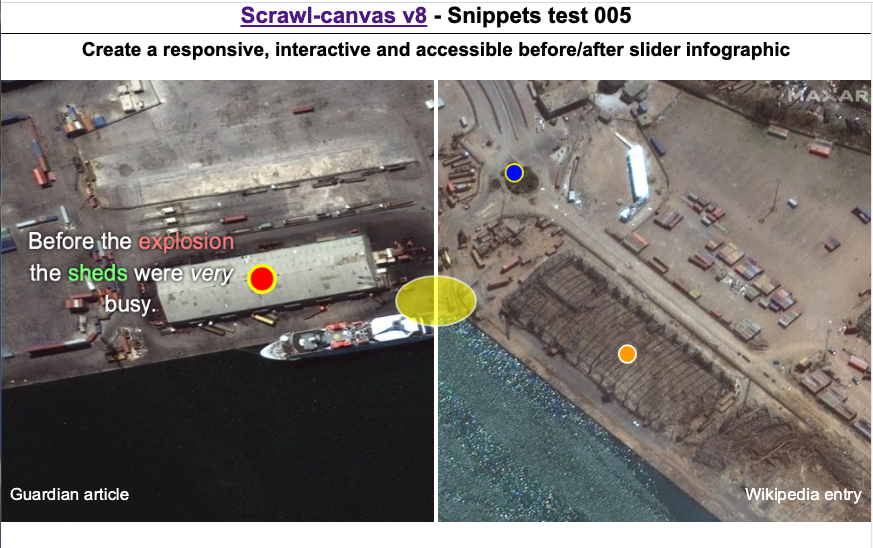 Scrawl-canvas v8 - Snippets test 005
Create a responsive, interactive and accessible before/after slider infographic
MAXAR
Before the explosion
the sheds were very
busy.
Guardian article
Wikipedia entry